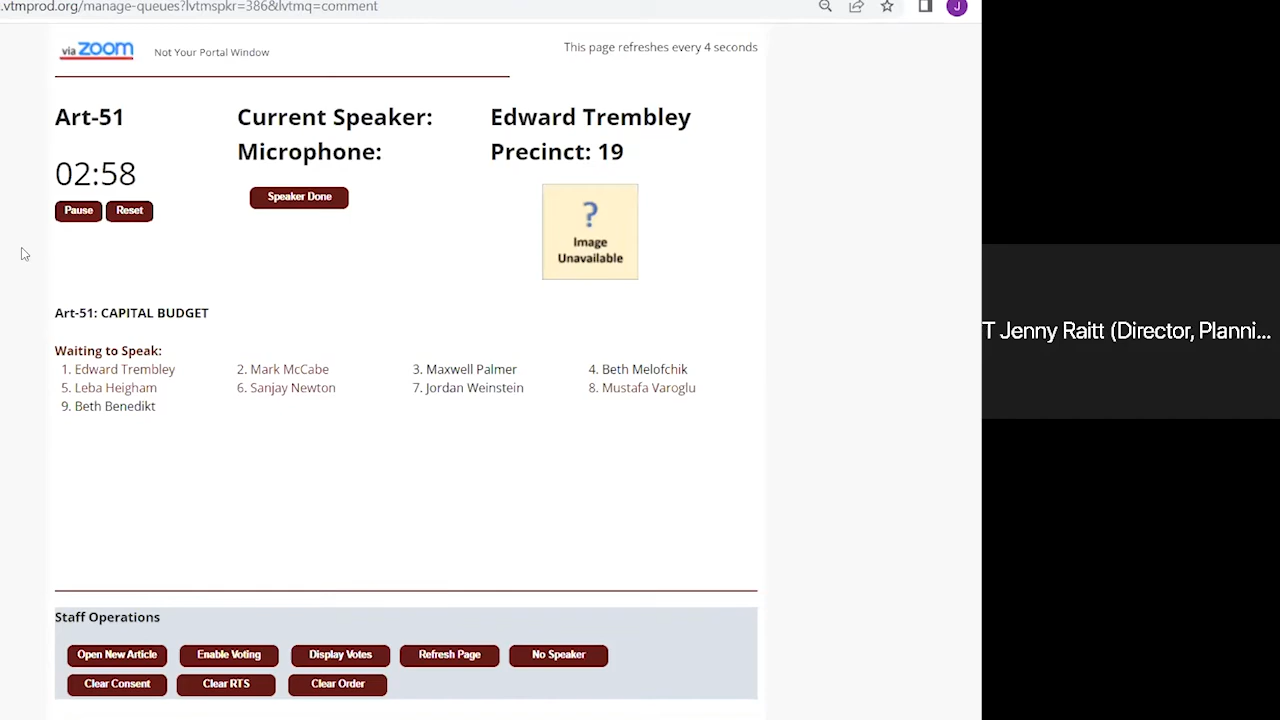 .vtmprod.org/manage-queues?lvtmspkr=386&lvtmq=comment
J
via zoom
Not Your Portal Window
This page refreshes every 4 seconds
Art-51
Current Speaker:
Edward Trembley
Microphone:
Precinct: 19
02:58
Pause
Reset
Speaker Done
?
Image
Unavailable
Art-51: CAPITAL BUDGET
T Jenny Raitt (Director, Planni...
Waiting to Speak:
1. Edward Trembley 2. Mark McCabe 3. Maxwell Palmer 4. Beth Melofchik
5. Leba Heigham 6. Sanjay Newton 7. Jordan Weinstein 8. Mustafa Varoglu
9. Beth Benedikt
Staff Operations
Open New Article Enable Voting Display Votes Refresh Page No Speaker
Clear Consent Clear RTS Clear Order